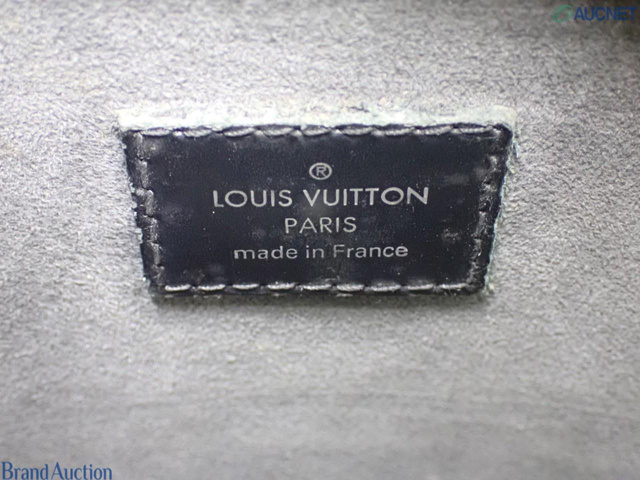 AUCNET
®
LOUIS VUITTON
PARIS
made in France
Brand Auction